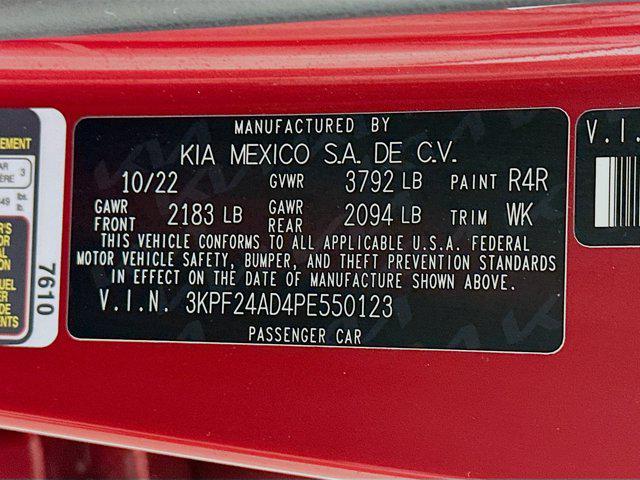 MANUFACTURED BY
KIA MEXICO S.A. DE C.V.
10/22 GVWR 3792 LB PAINT R4R
GAWR FRONT 2183 LB GAWR REAR 2094 LB TRIM WK
THIS VEHICLE CONFORMS TO ALL APPLICABLE U.S.A. FEDERAL
MOTOR VEHICLE SAFETY, BUMPER, AND THEFT PREVENTION STANDARDS
IN EFFECT ON THE DATE OF MANUFACTURE SHOWN ABOVE.
V.I.N. 3KPF24AD4PE550123
PASSENGER CAR
7610
V.I.